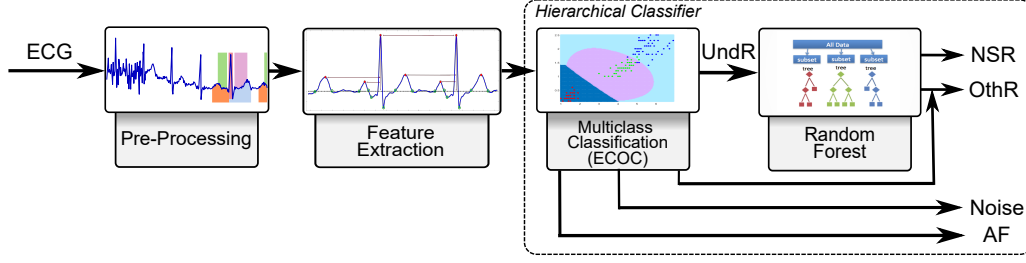 Hierarchical Classifier
ECG
Pre-Processing
Feature
Extraction
Multiclass
Classification
(ECOC)
UndR
All Data
subset subset subset
tree tree tree
Random
Forest
NSR
OthR
Noise
AF